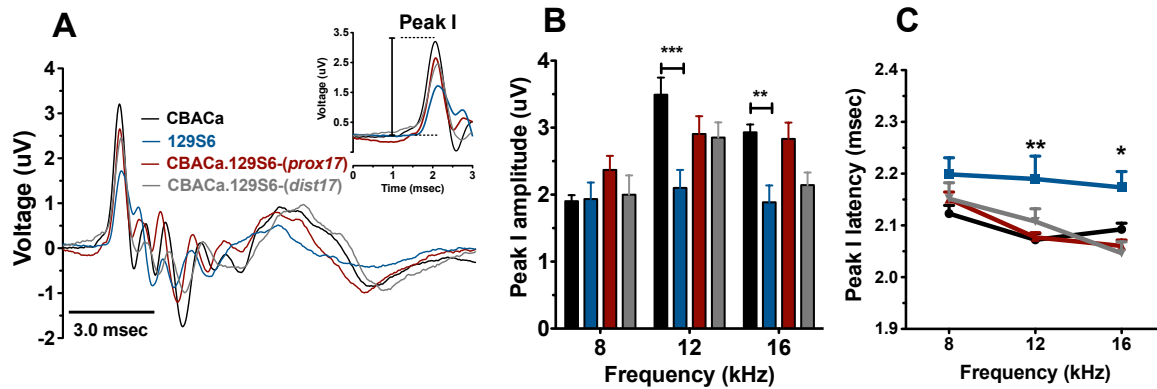 A
Voltage (uV)
4
3
2
1
0
-1
-2
3.0 msec
CBACa
129S6
CBACa.129S6-(prox17)
CBACa.129S6-(dist17)
Peak I
Voltage (uV)
3.5
2.5
1.5
.5
0
1
2
3
Time (msec)
B
Peak I amplitude (uV)
4
3
2
1
0
***
**
8
12
16
Frequency (kHz)
C
Peak I latency (msec)
2.4
2.3
2.2
2.1
2.0
1.9
**
*
8
12
16
Frequency (kHz)